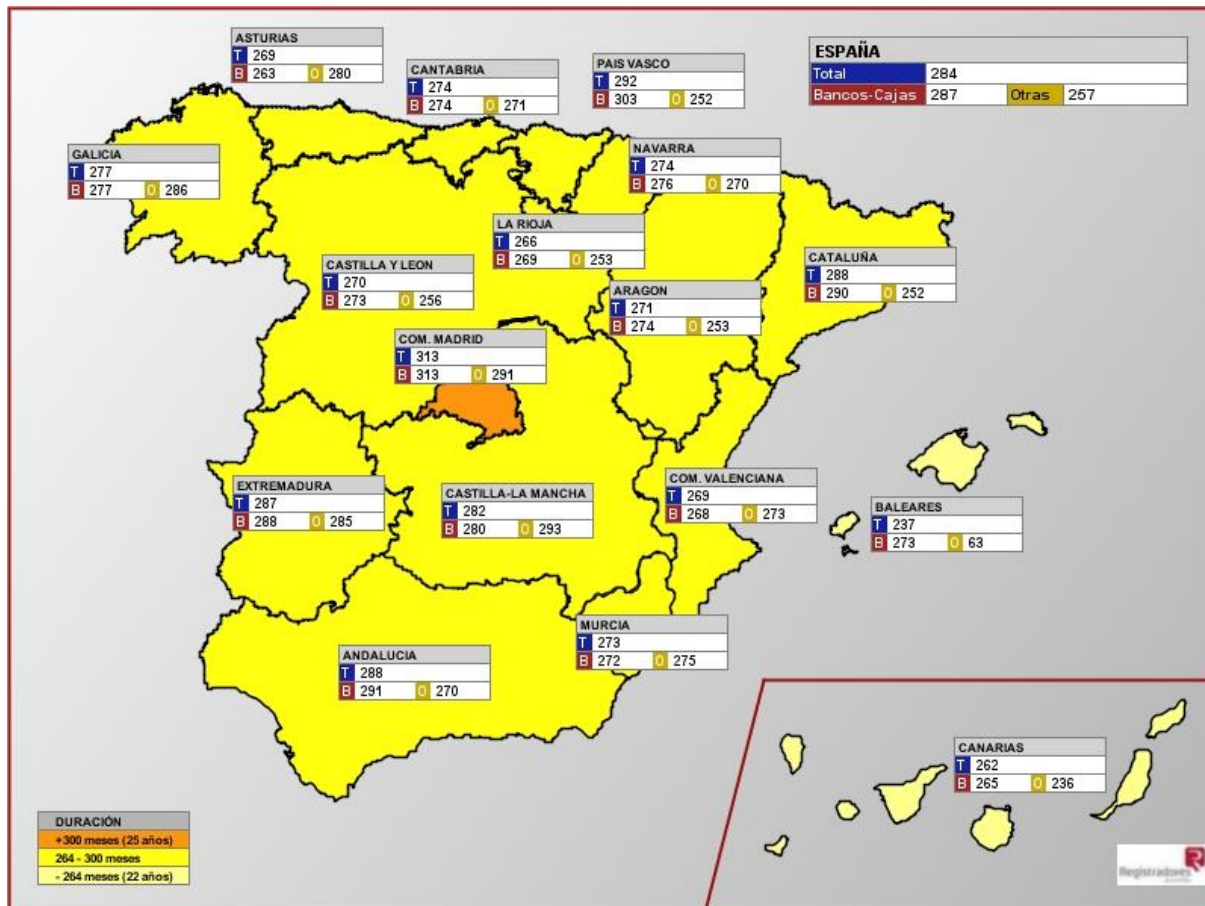 ASTURIAS
T 269
B 263 O 280
CANTABRIA
T 274
B 274 O 271
PAIS VASCO
T 292
B 303 O 252
ESPAÑA
Total 284
Bancos-Cajas 287 Otras 257
GALICIA
T 277
B 277 O 286
NAVARRA
T 274
B 276 O 270
LA RIOJA
T 266
B 269 O 253
CASTILLA Y LEON
T 270
B 273 O 256
CATALUÑA
T 288
B 290 O 252
ARAGON
T 271
B 274 O 253
COM. MADRID
T 313
B 313 O 291
EXTREMADURA
T 287
B 288 O 285
CASTILLA-LA MANCHA
T 282
B 280 O 293
COM. VALENCIANA
T 269
B 268 O 273
BALEARES
T 237
B 273 O 63
MURCIA
T 273
B 272 O 275
ANDALUCIA
T 288
B 291 O 270
CANARIAS
T 262
B 265 O 236
DURACIÓN
+300 meses (25 años)
264 - 300 meses
- 264 meses (22 años)
R
Registradores